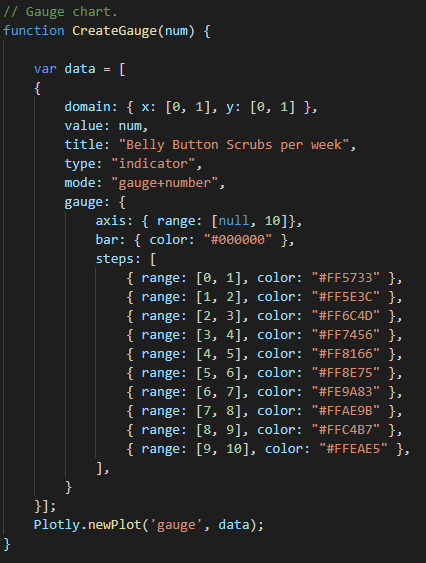 // Gauge chart.
function CreateGauge(num) {
var data = [
{
domain: { x: [0, 1], y: [0, 1] },
value: num,
title: "Belly Button Scrubs per week",
type: "indicator",
mode: "gauge+number",
gauge: {
axis: { range: [null, 10]},
bar: { color: "#000000" },
steps: [
{ range: [0, 1], color: "#FF5733" },
{ range: [1, 2], color: "#FF5E3C" },
{ range: [2, 3], color: "#FF6C4D" },
{ range: [3, 4], color: "#FF7456" },
{ range: [4, 5], color: "#FF8166" },
{ range: [5, 6], color: "#FF8E75" },
{ range: [6, 7], color: "#FE9A83" },
{ range: [7, 8], color: "#FFAE9B" },
{ range: [8, 9], color: "#FFC4B7" },
{ range: [9, 10], color: "#FFEAE5" },
],
}
}];
Plotly.newPlot('gauge', data);
}